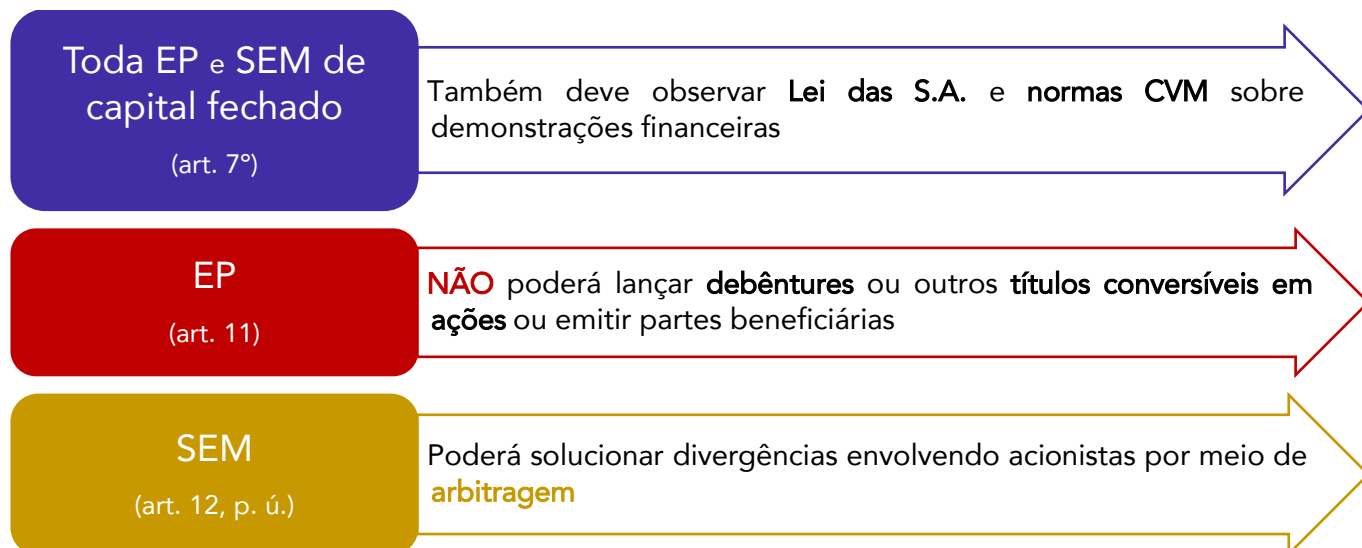 Toda EP e SEM de
capital fechado
(art. 7º)
Também deve observar Lei das S.A. e normas CVM sobre
demonstrações financeiras
EP
(art. 11)
NÃO poderá lançar debêntures ou outros títulos conversíveis em
ações ou emitir partes beneficiárias
SEM
(art. 12, p. ú.)
Poderá solucionar divergências envolvendo acionistas por meio de
arbitragem